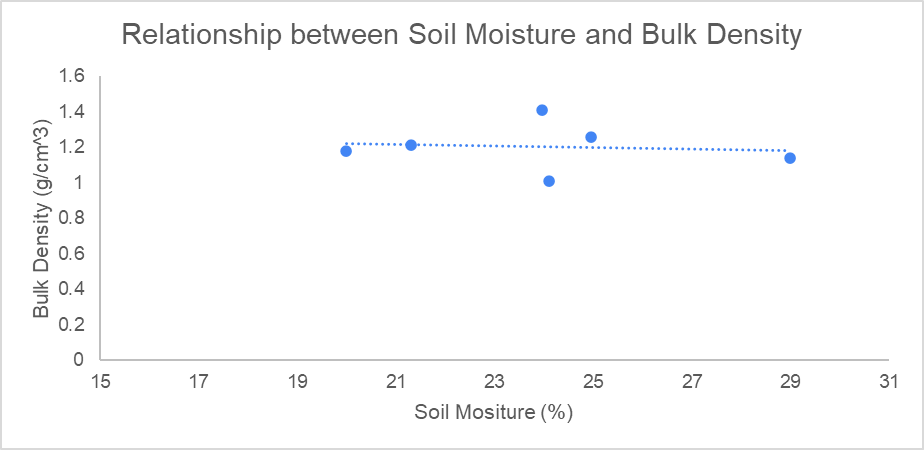 Relationship between Soil Moisture and Bulk Density
Bulk Density (g/cm^3)
1.6
1.4
1.2
1
0.8
0.6
0.4
0.2
0
15 17 19 21 23 25 27 29 31
Soil Mositure (%)